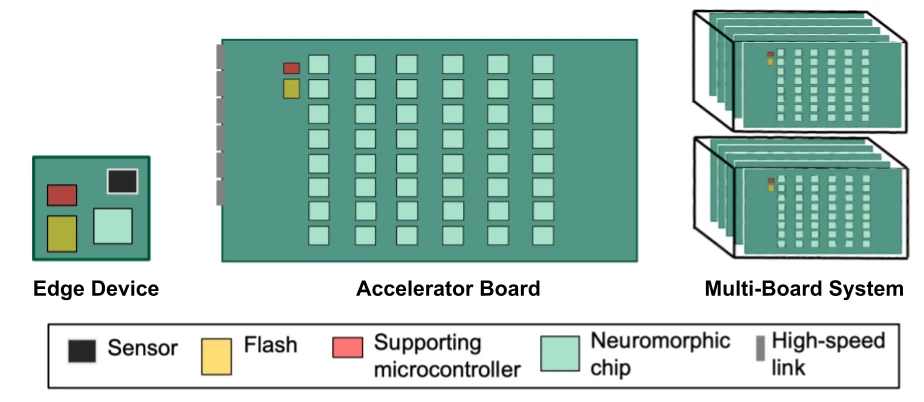 Edge Device
Accelerator Board
Multi-Board System
Sensor
Flash
Supporting
microcontroller
Neuromorphic
chip
High-speed
link